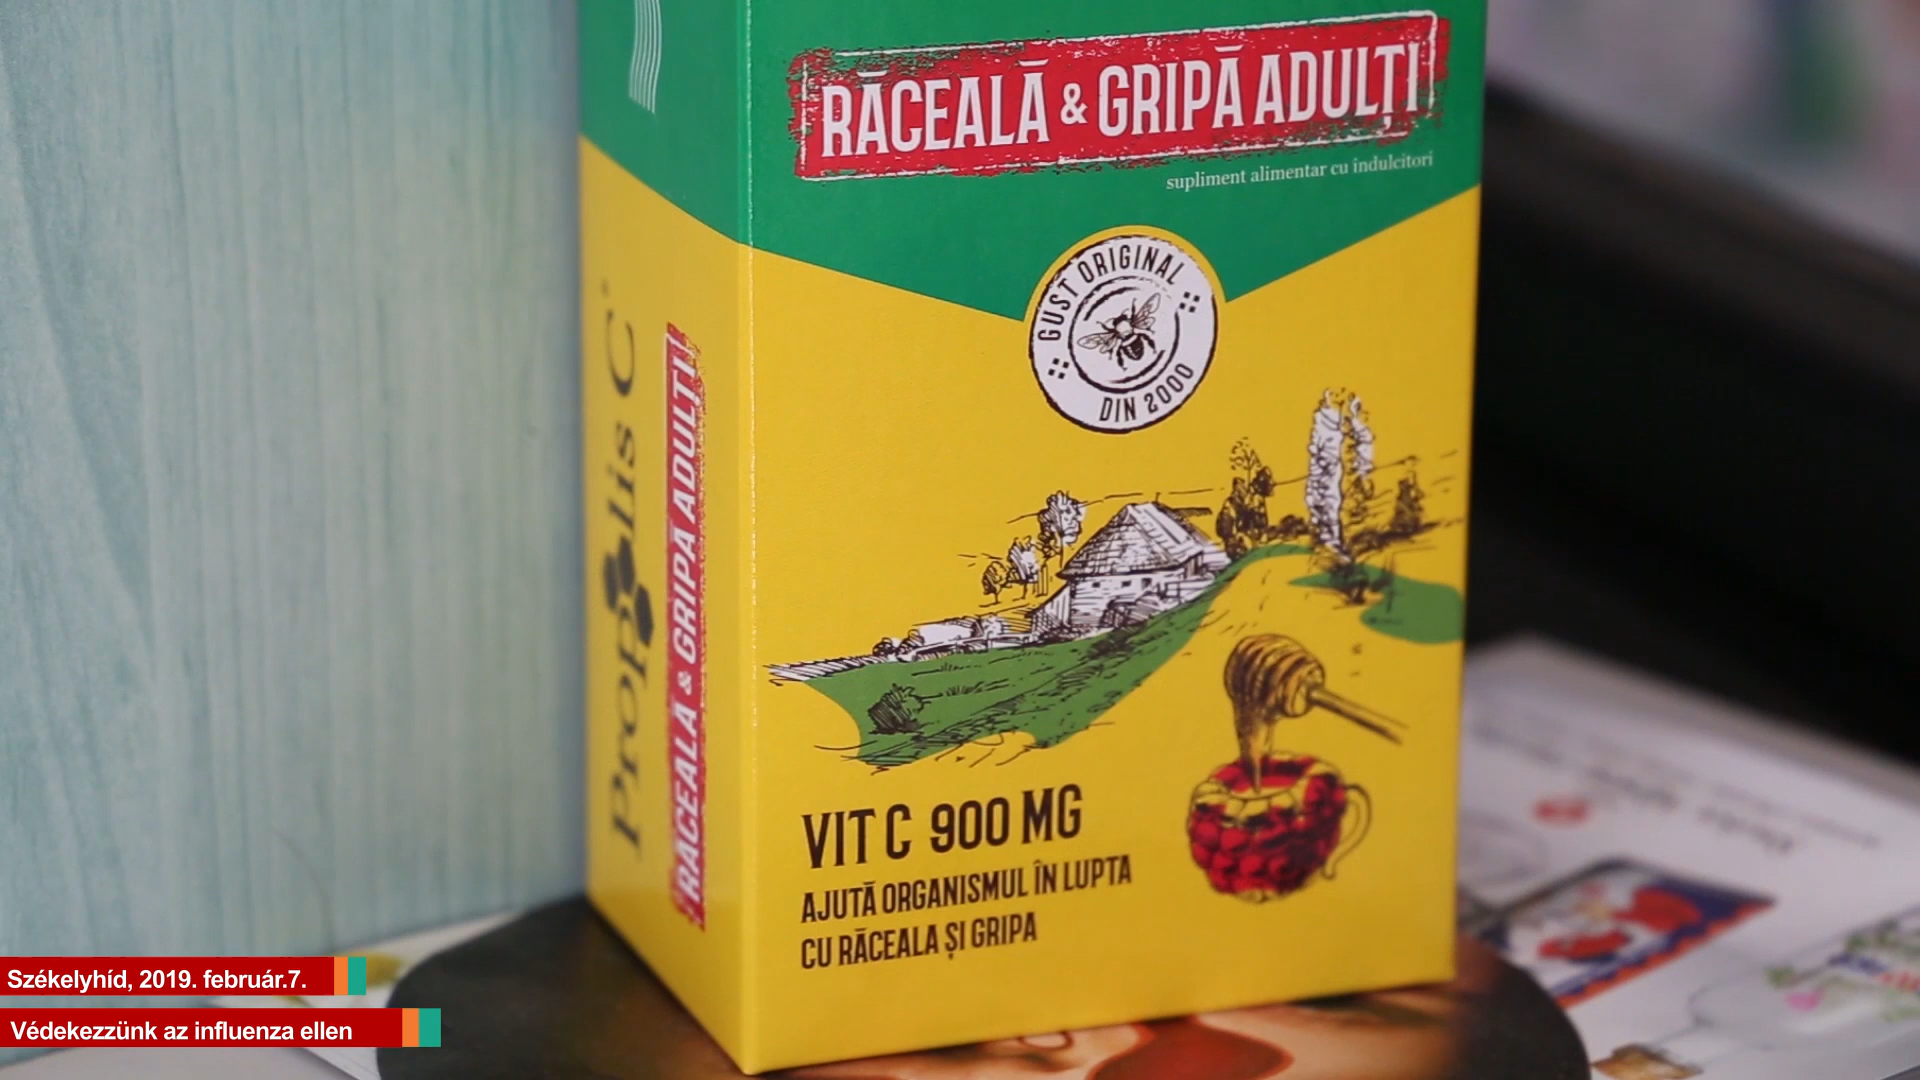 RĂCEALĂ & GRIPĂ ADULȚI
supliment alimentar cu îndulcitori
GUST ORIGINAL
DIN 2000
Propolis C
RĂCEALĂ & GRIPĂ ADULȚI
VIT C 900 MG
AJUTĂ ORGANISMUL ÎN LUPTA
CU RĂCEALA ȘI GRIPA
Székelyhíd, 2019. február.7.
Védekezzünk az influenza ellen